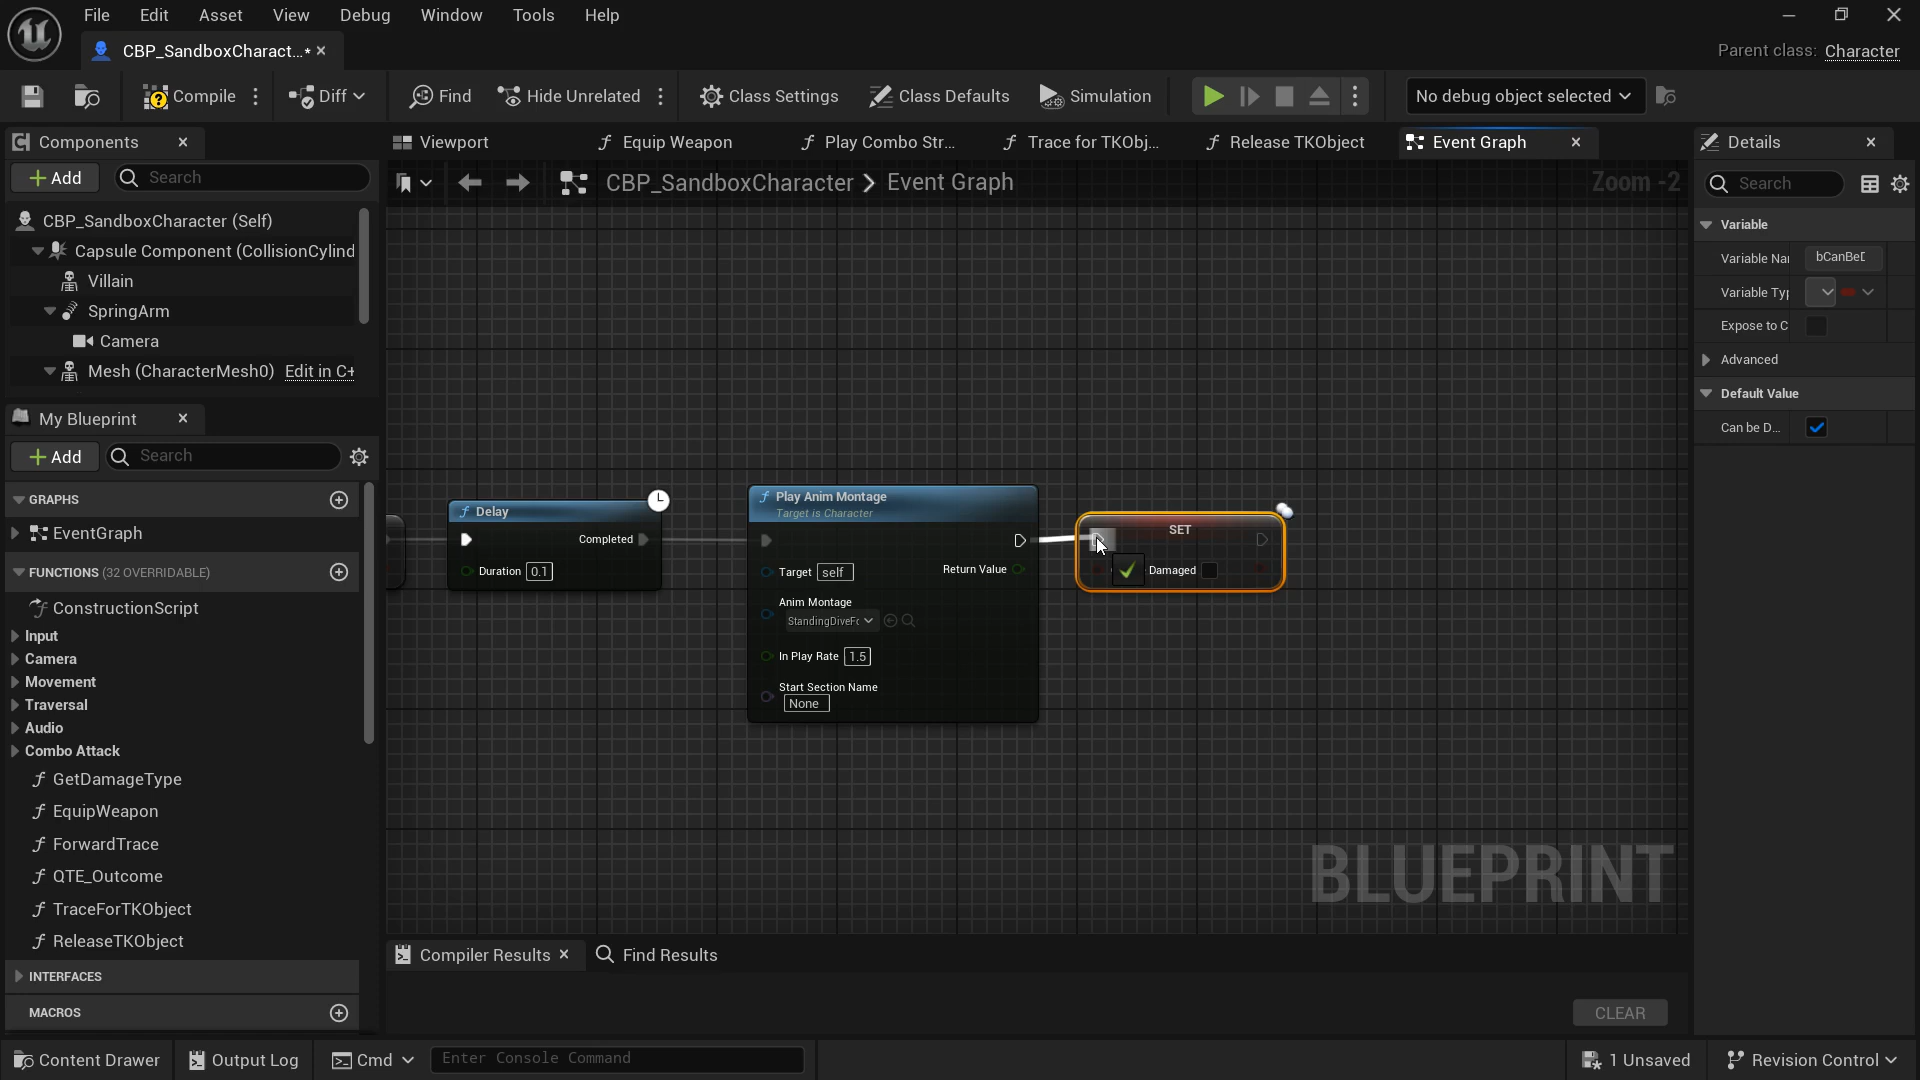 File Edit Asset View Debug Window Tools Help
CBP_SandboxCharact...•
Parent class: Character
Compile
Diff
Find
Hide Unrelated
Class Settings
Class Defaults
Simulation
No debug object selected
Components
Viewport
Equip Weapon
Play Combo Str...
Trace for TKObj...
Release TKObject
Event Graph
Details
Add
Search
CBP_SandboxCharacter > Event Graph
Zoom -2
Search
CBP_SandboxCharacter (Self)
Capsule Component (CollisionCylind
Villain
SpringArm
Camera
Mesh (CharacterMesh0) Edit in C+
Variable
Variable Nar
bCanBeD
Variable Typ
Expose to C
Advanced
Default Value
Can be D...
My Blueprint
Add
Search
GRAPHS
EventGraph
FUNCTIONS (32 OVERRIDABLE)
ConstructionScript
Input
Camera
Movement
Traversal
Audio
Combo Attack
GetDamageType
EquipWeapon
ForwardTrace
QTE_Outcome
TraceForTKObject
ReleaseTKObject
INTERFACES
MACROS
Delay
Completed
Duration 0.1
Play Anim Montage
Target is Character
Target self
Return Value
Anim Montage
StandingDiveFo
In Play Rate 1.5
Start Section Name
None
SET
Damaged
BLUEPRINT
Compiler Results
Find Results
CLEAR
Content Drawer
Output Log
Cmd
Enter Console Command
1 Unsaved
Revision Control